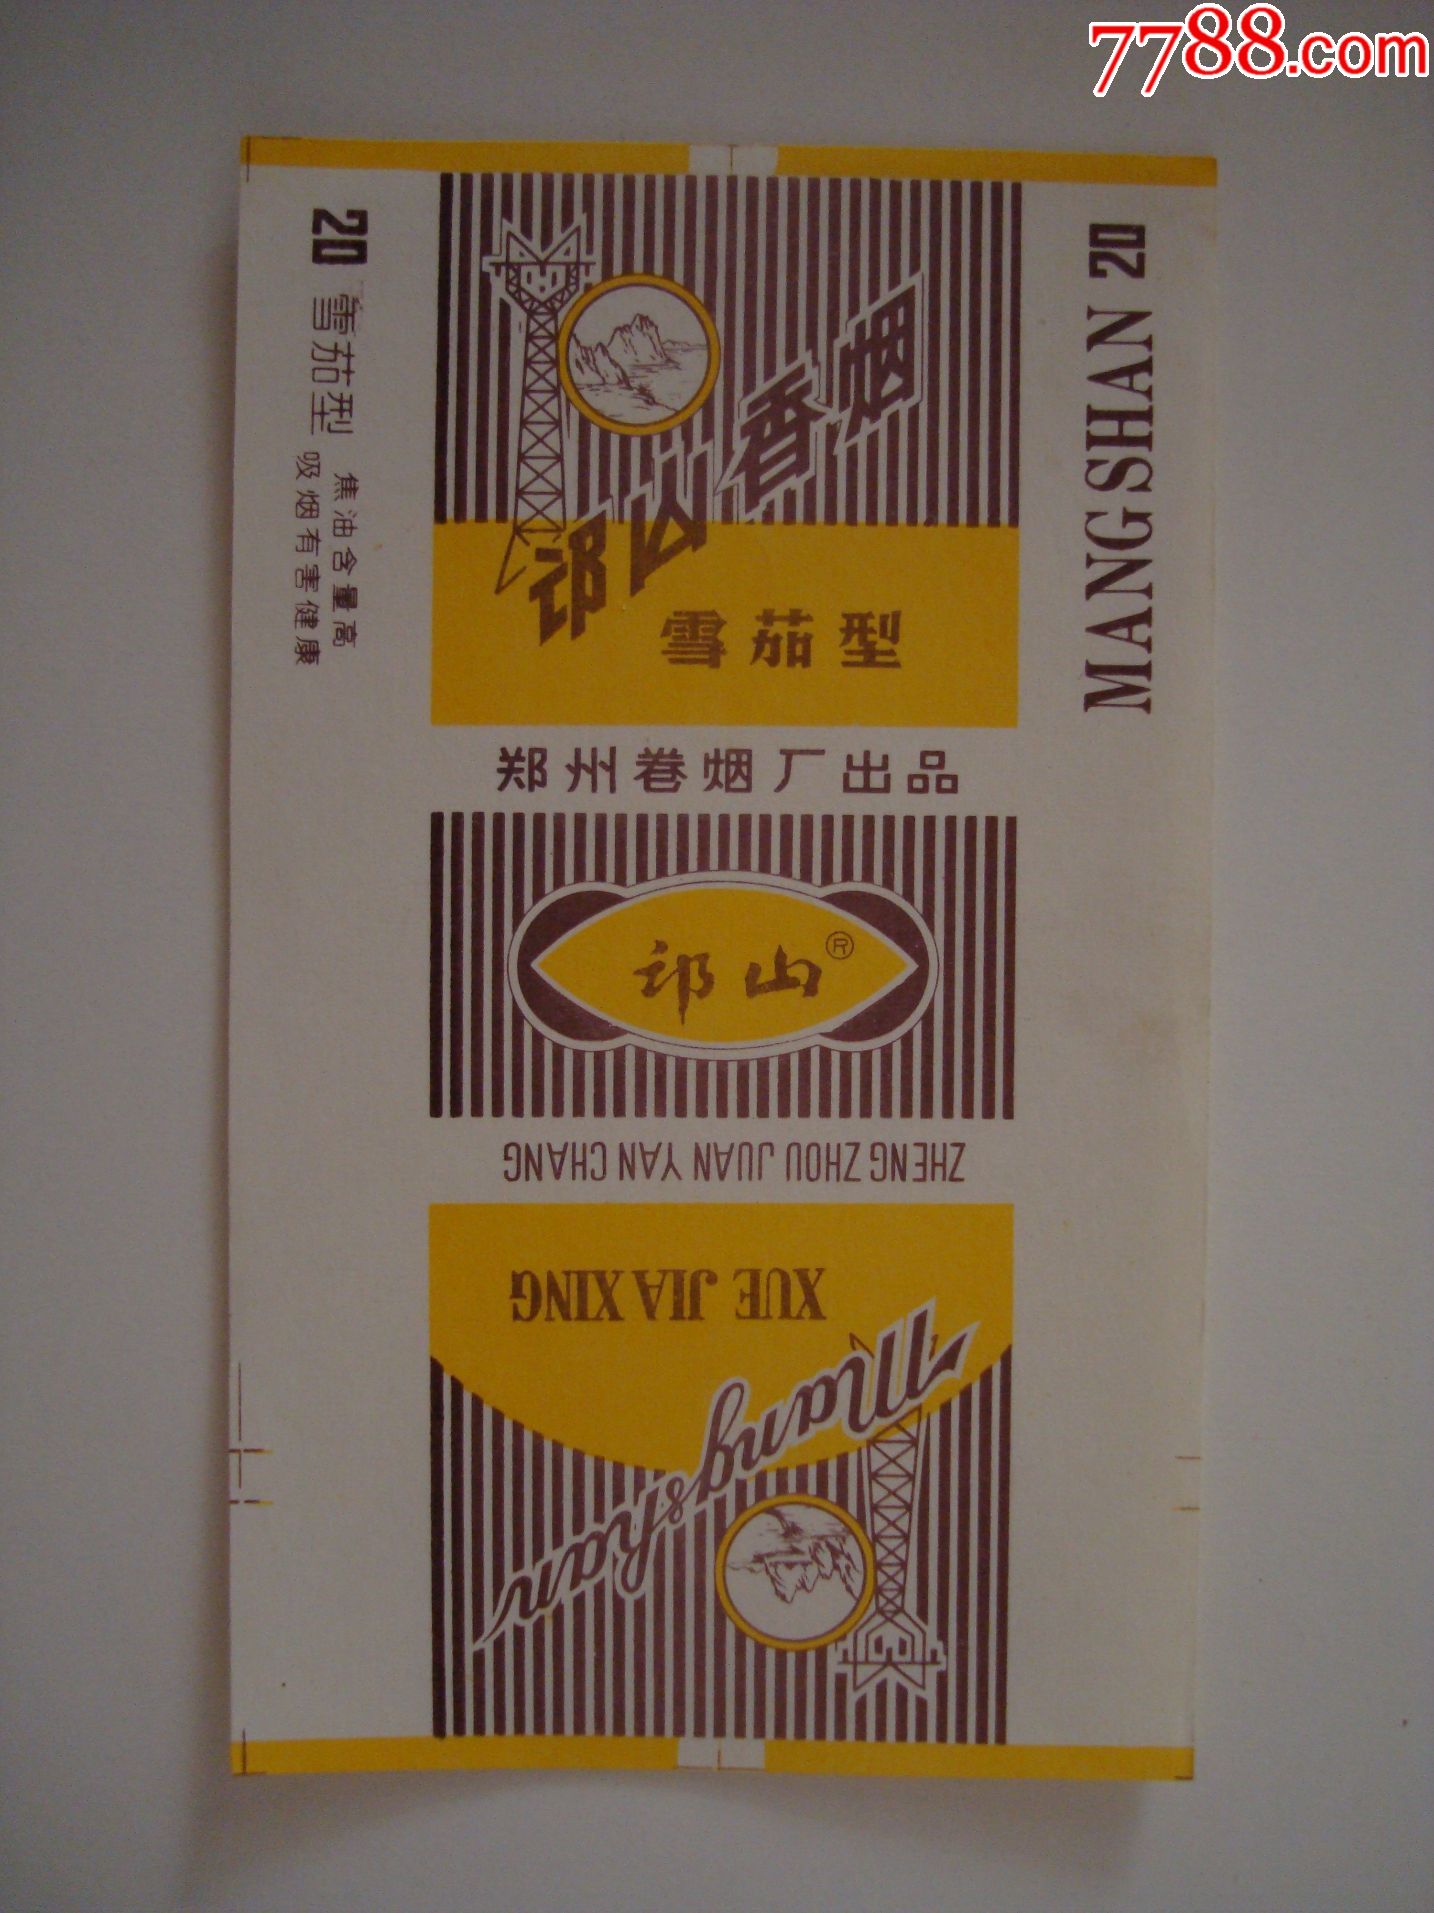 7788.com
20 雪茄型
焦油含量高
吸烟有害健康
邙山香烟
雪茄型
MANGSHAN 20
郑州卷烟厂出品
邙山®
ZHENG ZHOU JUAN YAN CHANG
XUE JIA XING
Mangshan